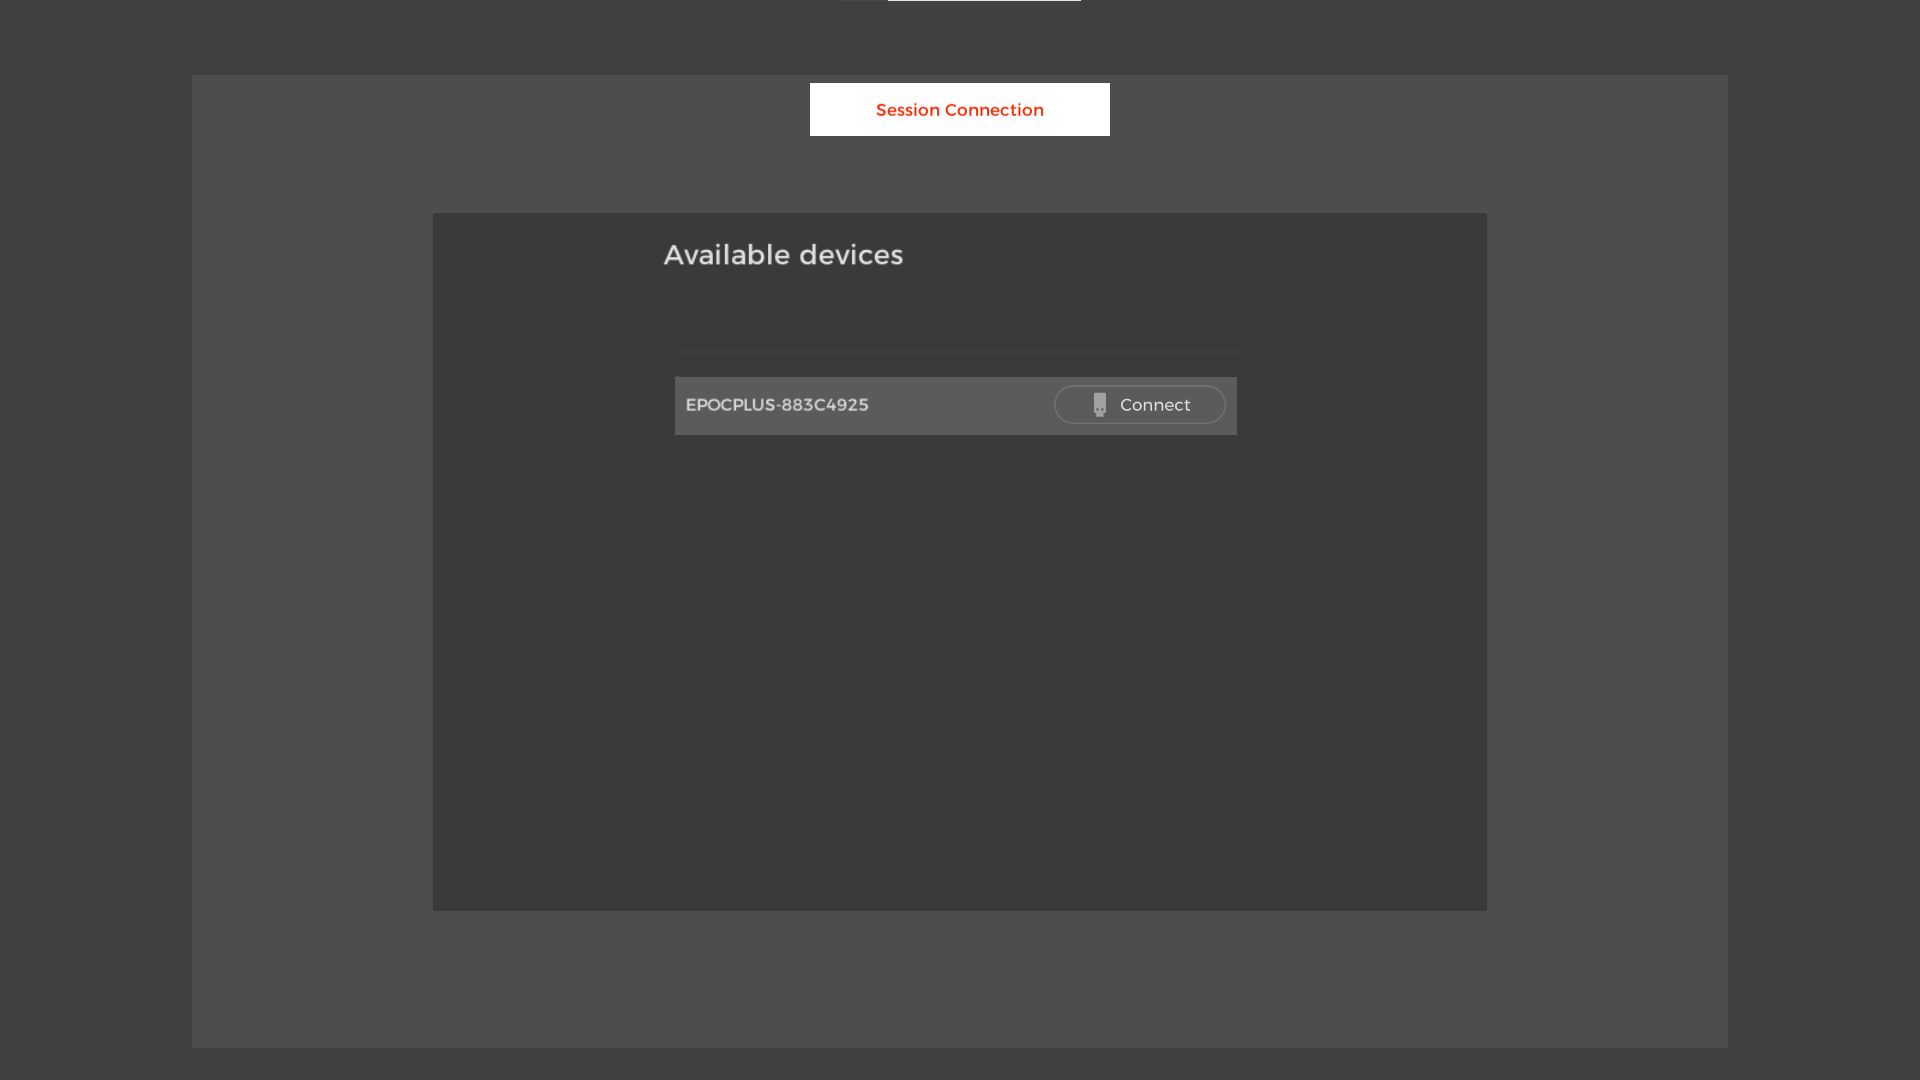 Session Connection
Available devices
EPOCPLUS-883C4925
Connect